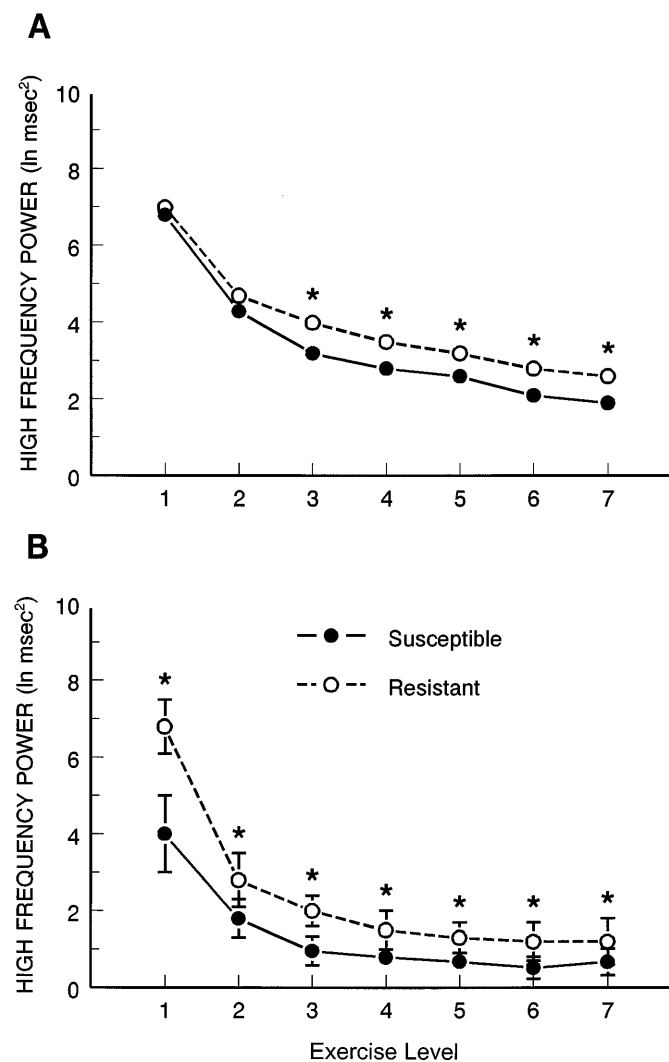 A
HIGH FREQUENCY POWER (ln msec²)
10
8
6
4
2
0
*
*
*
*
*
1 2 3 4 5 6 7
B
HIGH FREQUENCY POWER (ln msec²)
10
8
6
4
2
0
Susceptible
Resistant
*
*
*
*
*
*
*
1 2 3 4 5 6 7
Exercise Level